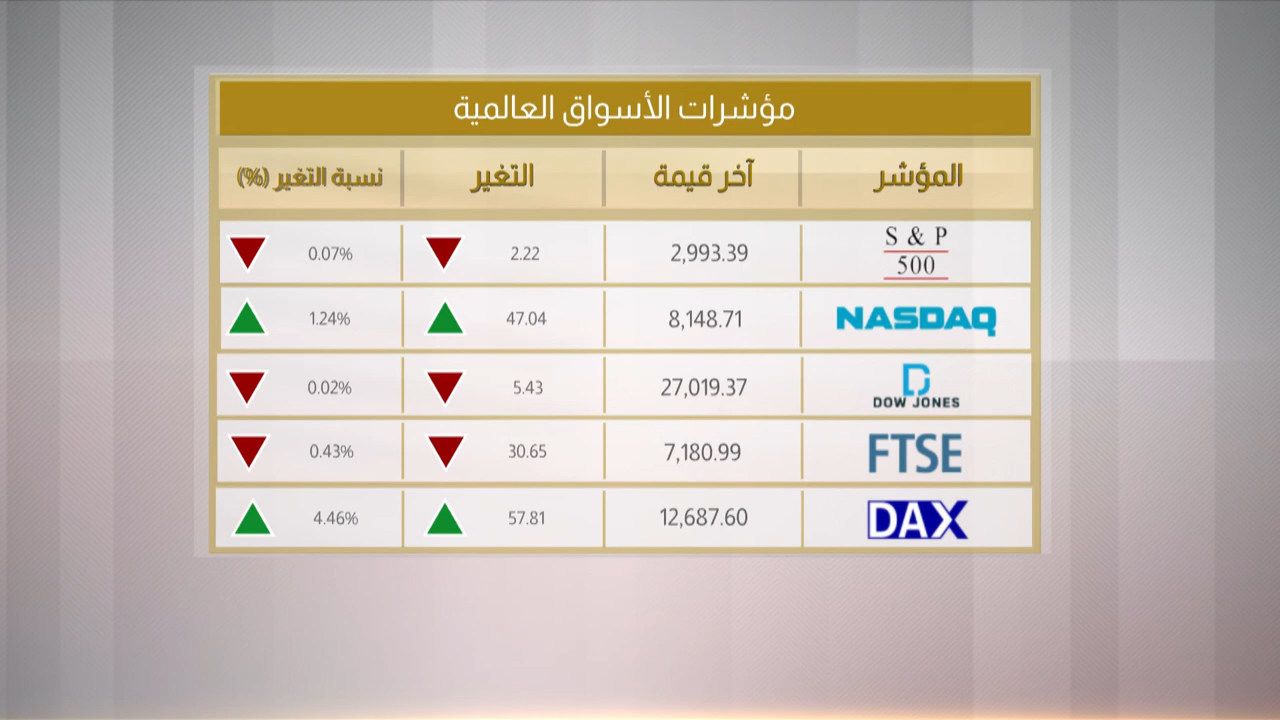 مؤشرات الأسواق العالمية
المؤشر آخر قيمة التغير نسبة التغير (%)
S & P
500
2,993.39 2.22 0.07%
NASDAQ 8,148.71 47.04 1.24%
DOW JONES 27,019.37 5.43 0.02%
FTSE 7,180.99 30.65 0.43%
DAX 12,687.60 57.81 4.46%